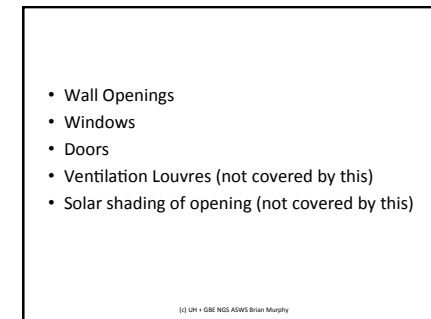 • Wall Openings
• Windows
• Doors
• Ventilation Louvres (not covered by this)
• Solar shading of opening (not covered by this)
(c) UH + GBE NGS ASWS Brian Murphy